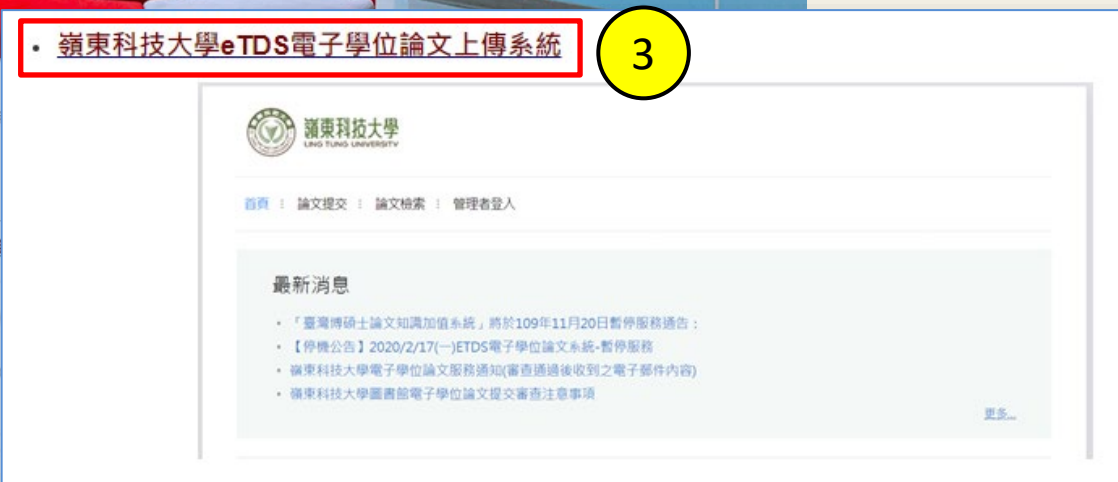 • 嶺東科技大學eTDS電子學位論文上傳系統
3
嶺東科技大學
LING TUNG UNIVERSITY
首頁 ⁝ 論文提交 ⁝ 論文檢索 ⁝ 管理者登入
最新消息
• 「臺灣博碩士論文知識加值系統」將於109年11月20日暫停服務通告：
• 【停機公告】2020/2/17(一)ETDS電子學位論文系統-暫停服務
• 嶺東科技大學電子學位論文服務通知(審查通過後收到之電子郵件內容)
• 嶺東科技大學圖書館電子學位論文提交審查注意事項
更多...